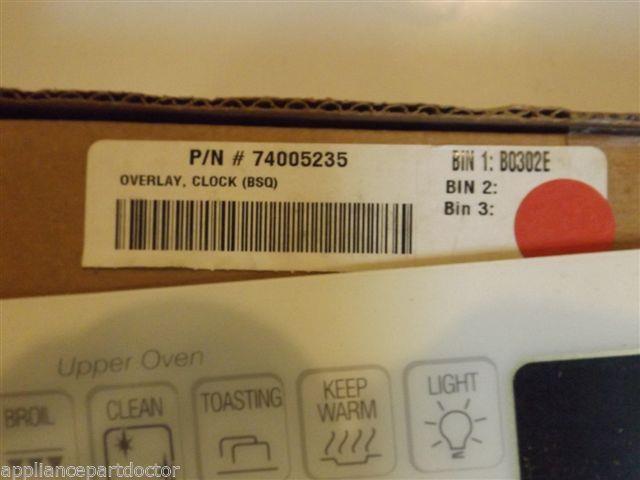 P/N # 74005235
OVERLAY, CLOCK (BSQ)
BIN 1: B0302E
BIN 2:
Bin 3:
Upper Oven
BROIL
CLEAN
TOASTING
KEEP
WARM
LIGHT
appliancepartdoctor